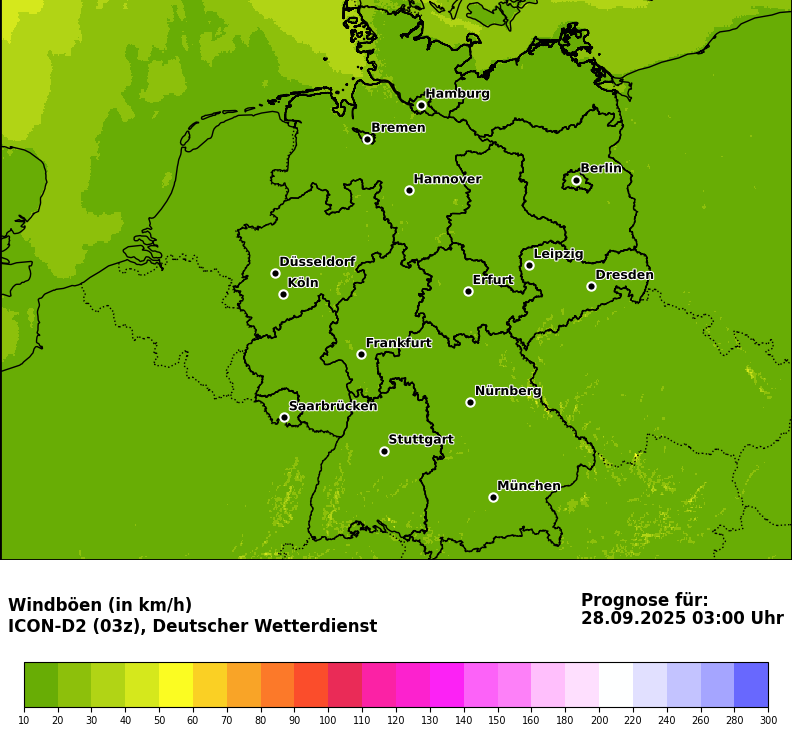 Hamburg
Bremen
Berlin
Hannover
Leipzig
Düsseldorf
Dresden
Köln
Erfurt
Frankfurt
Nürnberg
Saarbrücken
Stuttgart
München
Windböen (in km/h)
ICON-D2 (03z), Deutscher Wetterdienst
Prognose für:
28.09.2025 03:00 Uhr
10 20 30 40 50 60 70 80 90 100 110 120 130 140 150 160 180 200 220 240 260 280 300